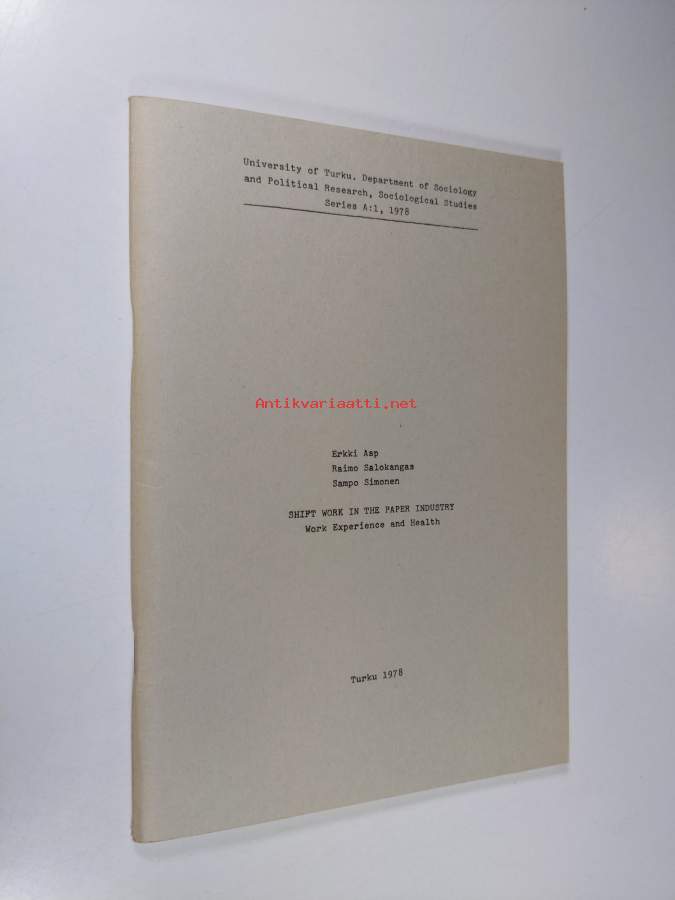 University of Turku. Department of Sociology
and Political Research, Sociological Studies
Series A:1, 1978
Antikvariaatti.net
Erkki Asp
Raimo Salokangas
Sampo Simonen
SHIFT WORK IN THE PAPER INDUSTRY
Work Experience and Health
Turku 1978